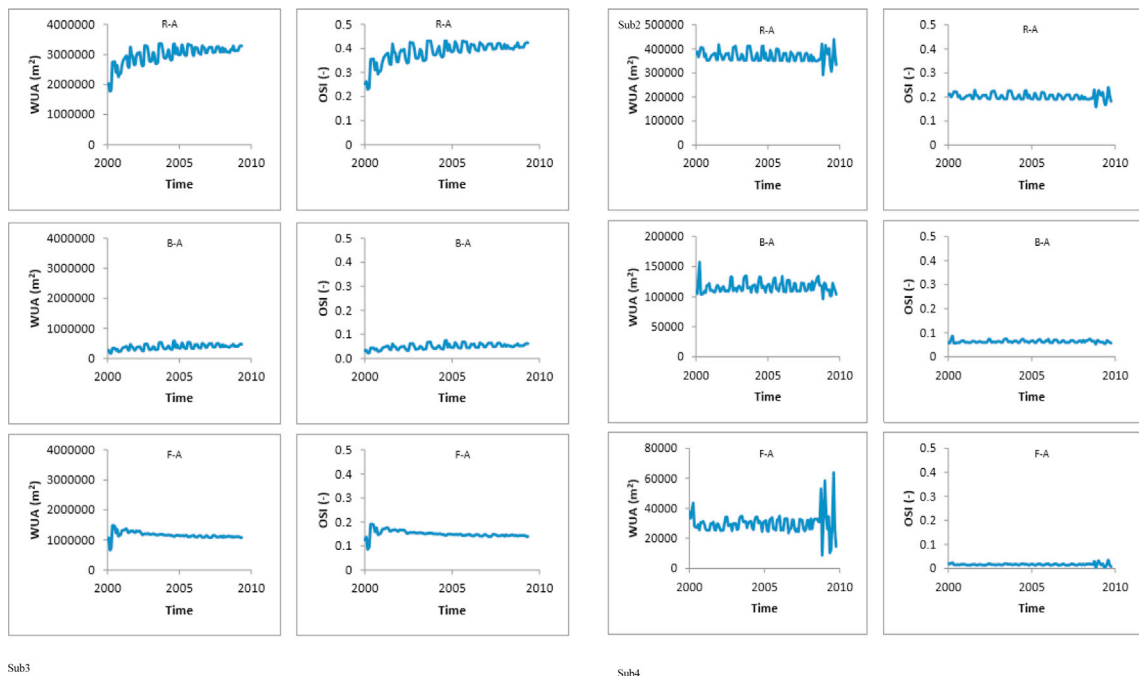 R-A
WUA (m²)
4000000
3000000
2000000
1000000
0
2000 2005 2010
Time
R-A
OSI (-)
0.5
0.4
0.3
0.2
0.1
0
2000 2005 2010
Time
Sub2
R-A
WUA (m²)
500000
400000
300000
200000
100000
0
2000 2005 2010
Time
R-A
OSI (-)
0.5
0.4
0.3
0.2
0.1
0
2000 2005 2010
Time
B-A
WUA (m²)
4000000
3000000
2000000
1000000
0
2000 2005 2010
Time
B-A
OSI (-)
0.5
0.4
0.3
0.2
0.1
0.0
2000 2005 2010
Time
B-A
WUA (m²)
200000
150000
100000
50000
0
2000 2005 2010
Time
B-A
OSI (-)
0.5
0.4
0.3
0.2
0.1
0
2000 2005 2010
Time
F-A
WUA (m²)
4000000
3000000
2000000
1000000
0
2000 2005 2010
Time
F-A
OSI (-)
0.5
0.4
0.3
0.2
0.1
0
2000 2005 2010
Time
F-A
WUA (m²)
80000
60000
40000
20000
0
2000 2005 2010
Time
F-A
OSI (-)
0.5
0.4
0.3
0.2
0.1
0
2000 2005 2010
Time
Sub3
Sub4